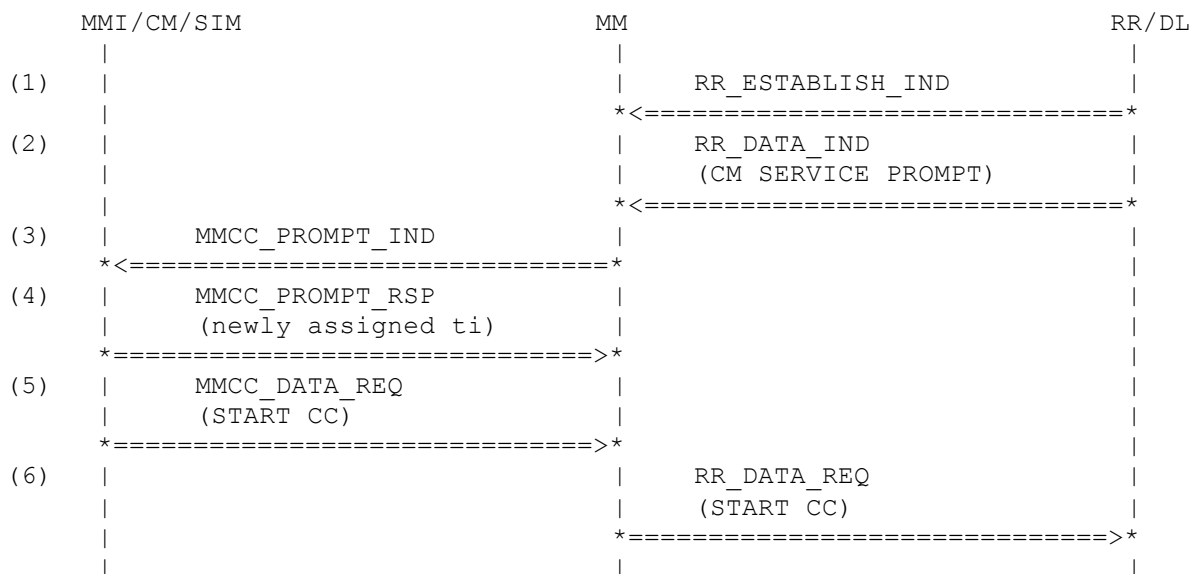 MMI/CM/SIM MM RR/DL
| | |
(1) | | RR_ESTABLISH_IND |
| *<==============================*
(2) | | RR_DATA_IND |
| | (CM SERVICE PROMPT) |
| *<==============================*
(3) | MMCC_PROMPT_IND | |
*<==============================* |
(4) | MMCC_PROMPT_RSP | |
| (newly assigned ti) | |
*==============================>* |
(5) | MMCC_DATA_REQ | |
| (START CC) | |
*==============================>* |
(6) | | RR_DATA_REQ |
| | (START CC) |
| *==============================>*
| | |